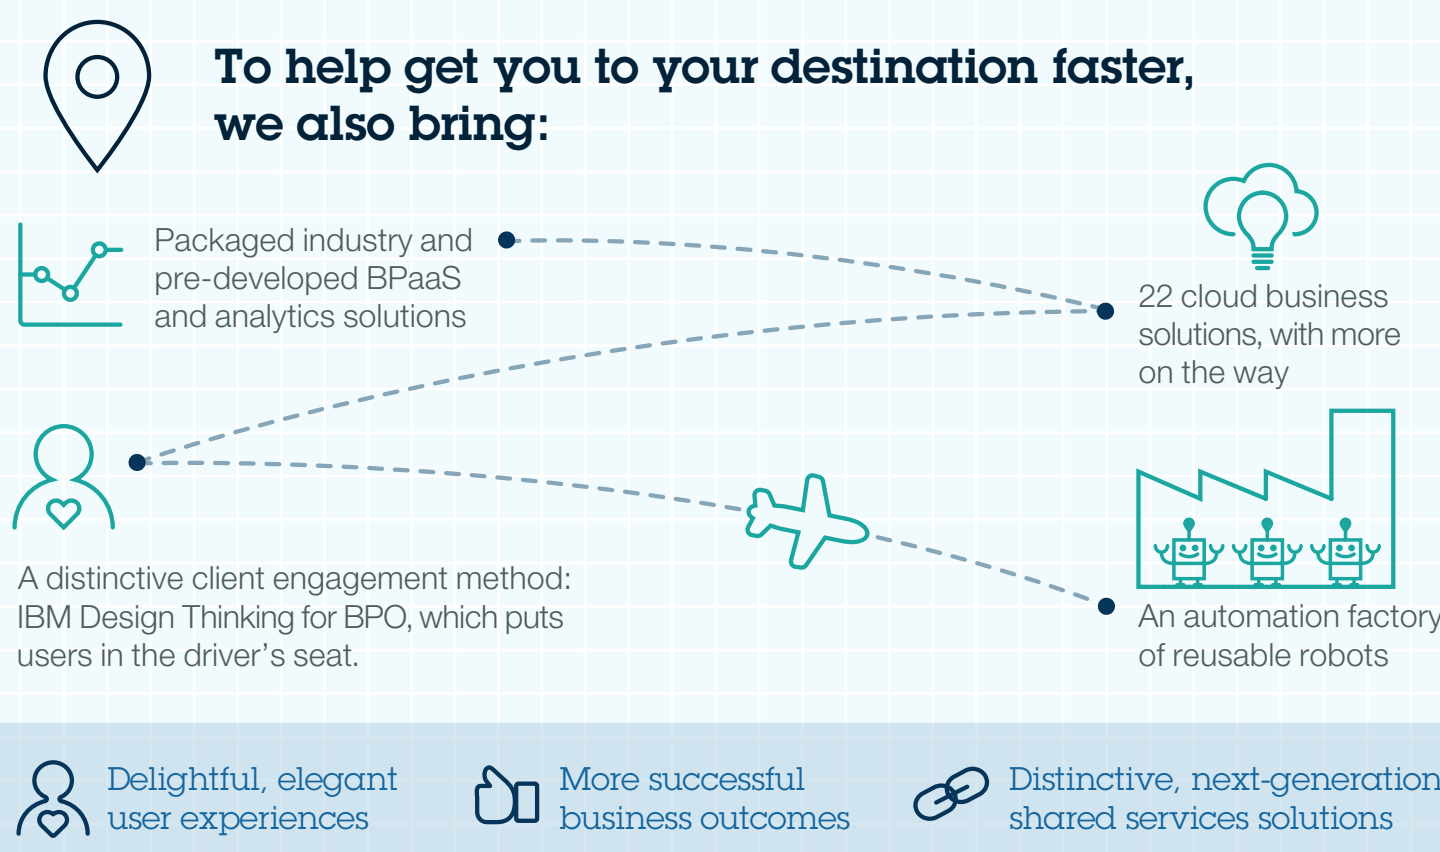 To help get you to your destination faster,
we also bring:
Packaged industry and
pre-developed BPaaS
and analytics solutions
22 cloud business
solutions, with more
on the way
A distinctive client engagement method:
IBM Design Thinking for BPO, which puts
users in the driver’s seat.
An automation factory
of reusable robots
Delightful, elegant
user experiences
More successful
business outcomes
Distinctive, next-generation
shared services solutions